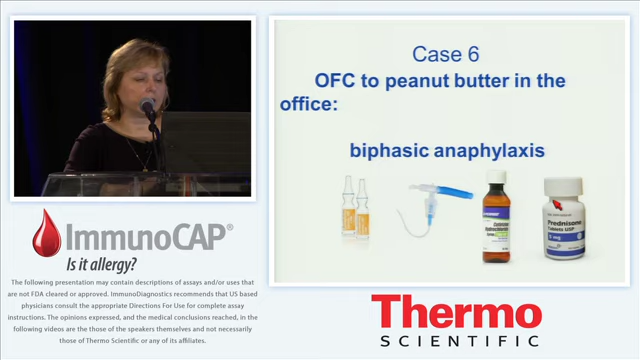 Case 6
OFC to peanut butter in the
office:
biphasic anaphylaxis
Prednisone
Tablets USP
ImmunoCAP®
Is it allergy?
The following presentation may contain descriptions of assays and/or uses that
are not FDA cleared or approved. ImmunoDiagnostics recommends that US based
physicians consult the appropriate Directions For Use for complete assay
instructions. The opinions expressed, and the medical conclusions reached, in the
following videos are the those of the speakers themselves and not necessarily
those of Thermo Scientific or any of its affiliates.
Thermo
SCIENTIFIC